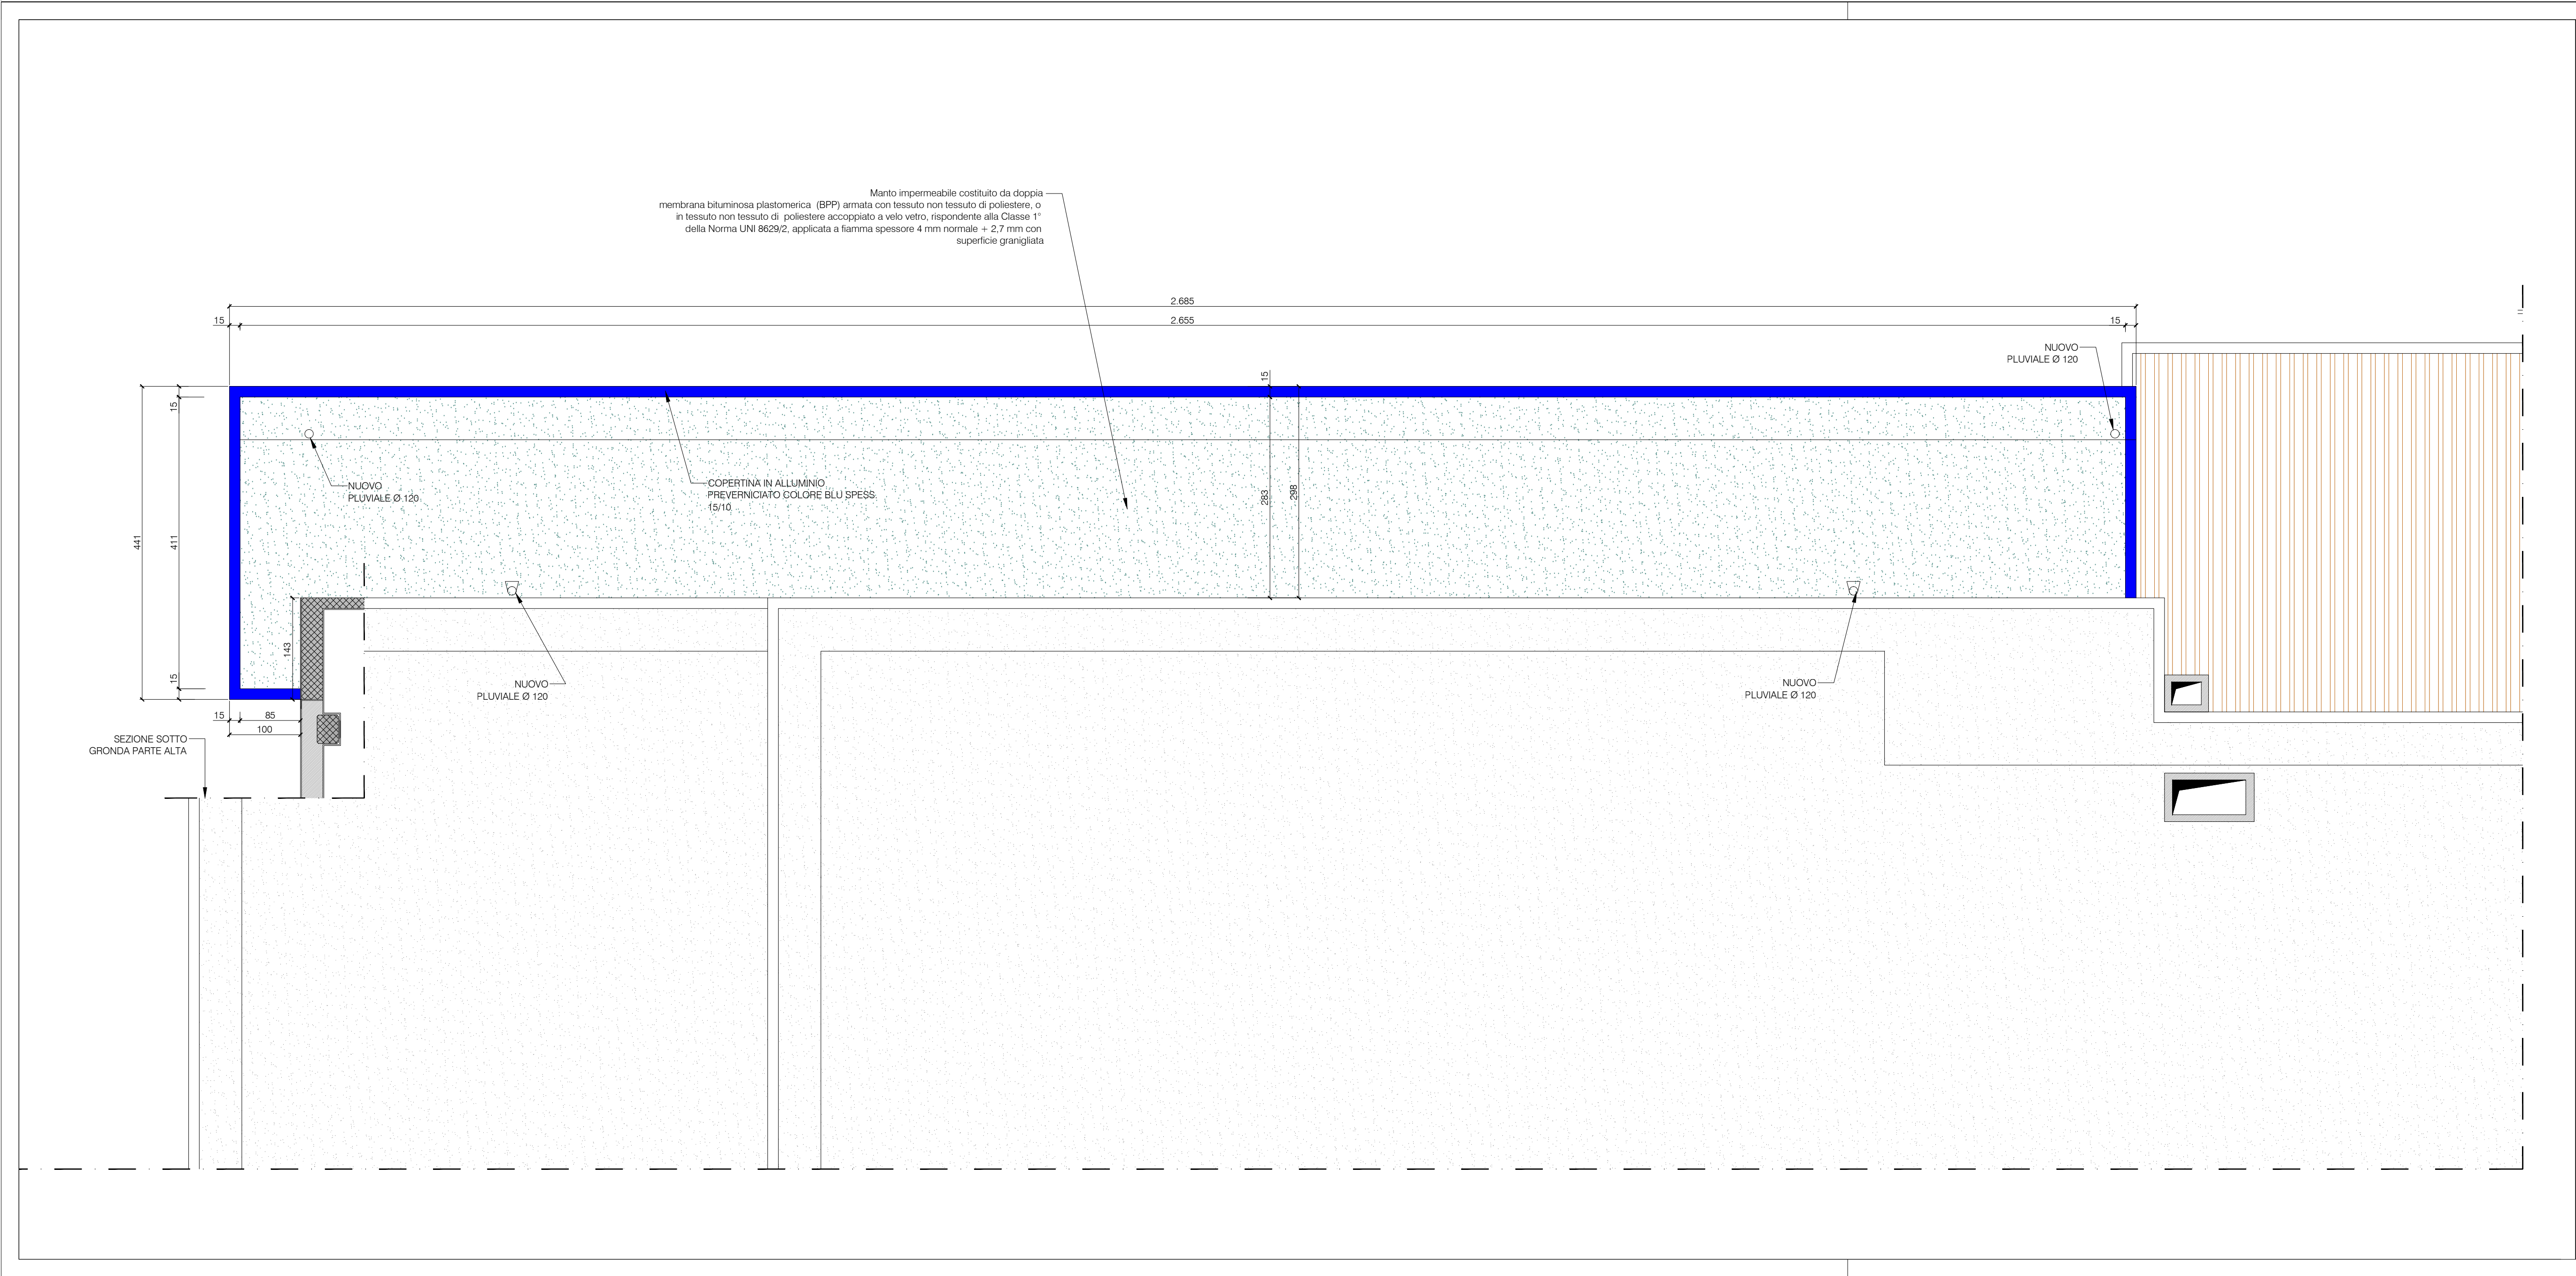 Manto impermeabile costituito da doppia
membrana bituminosa plastomerica (BPP) armata con tessuto non tessuto di poliestere, o
in tessuto non tessuto di poliestere accoppiato a velo vetro, rispondente alla Classe 1°
della Norma UNI 8629/2, applicata a fiamma spessore 4 mm normale + 2,7 mm con
superficie granigliata
2.685
15
2.655
15
NUOVO
PLUVIALE Ø 120
15
15
NUOVO
PLUVIALE Ø 120
COPERTINA IN ALLUMINIO
PREVERNICIATO COLORE BLU SPESS.
15/10
283
298
441
411
143
15
NUOVO
PLUVIALE Ø 120
NUOVO
PLUVIALE Ø 120
15
85
100
SEZIONE SOTTO
GRONDA PARTE ALTA